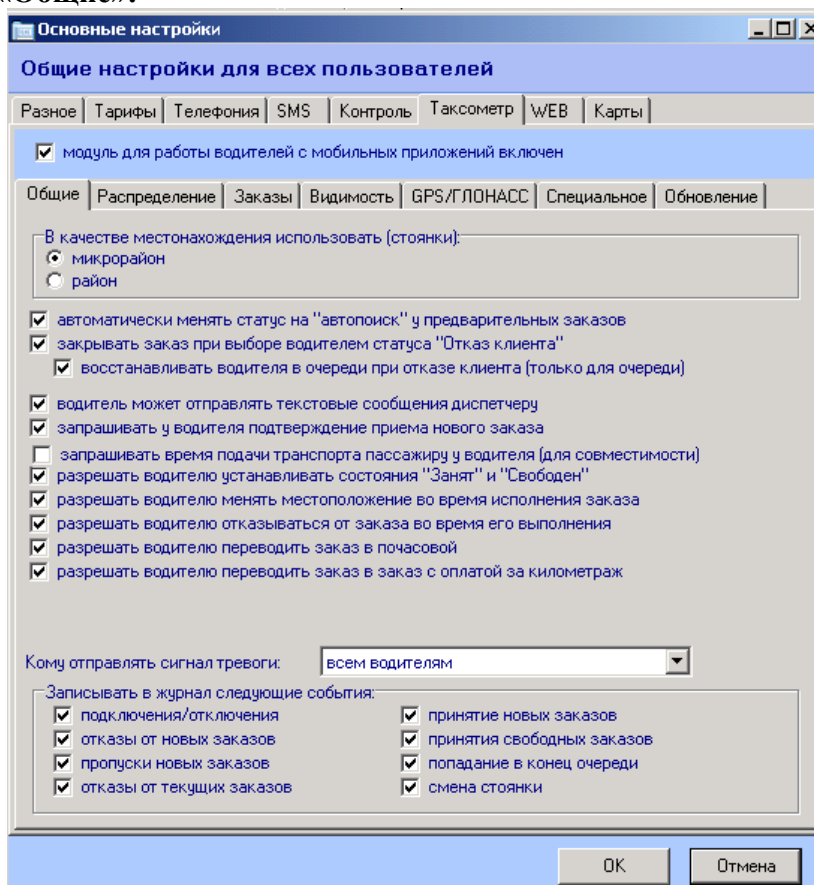 «Общие».
Основные настройки
Общие настройки для всех пользователей
Разное Тарифы Телефония SMS Контроль Таксометр WEB Карты
модуль для работы водителей с мобильных приложений включен
Общие Распределение Заказы Видимость GPS/ГЛОНАСС Специальное Обновление
В качестве местонахождения использовать (стоянки):
микрорайон
район
автоматически менять статус на "автопоиск" у предварительных заказов
закрывать заказ при выборе водителем статуса "Отказ клиента"
восстанавливать водителя в очереди при отказе клиента (только для очереди)
водитель может отправлять текстовые сообщения диспетчеру
запрашивать у водителя подтверждение приема нового заказа
запрашивать время подачи транспорта пассажиру у водителя (для совместимости)
разрешать водителю устанавливать состояния "Занят" и "Свободен"
разрешать водителю менять местоположение во время исполнения заказа
разрешать водителю отказываться от заказа во время его выполнения
разрешать водителю переводить заказ в почасовой
разрешать водителю переводить заказ в заказ с оплатой за километраж
Кому отправлять сигнал тревоги: всем водителям
Записывать в журнал следующие события:
подключения/отключения принятие новых заказов
отказы от новых заказов принятия свободных заказов
пропуски новых заказов попадание в конец очереди
отказы от текущих заказов смена стоянки
OK Отмена